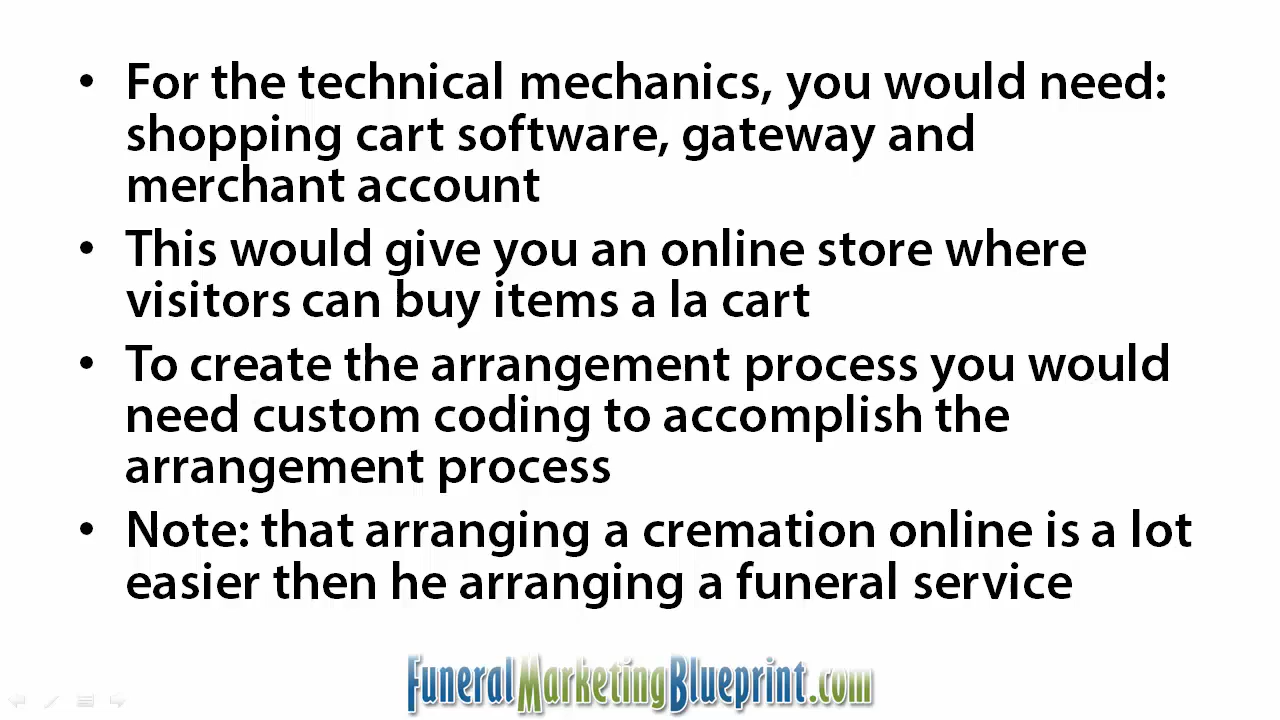 • For the technical mechanics, you would need:
shopping cart software, gateway and
merchant account
• This would give you an online store where
visitors can buy items a la cart
• To create the arrangement process you would
need custom coding to accomplish the
arrangement process
• Note: that arranging a cremation online is a lot
easier then he arranging a funeral service
FuneralMarketingBlueprint.com